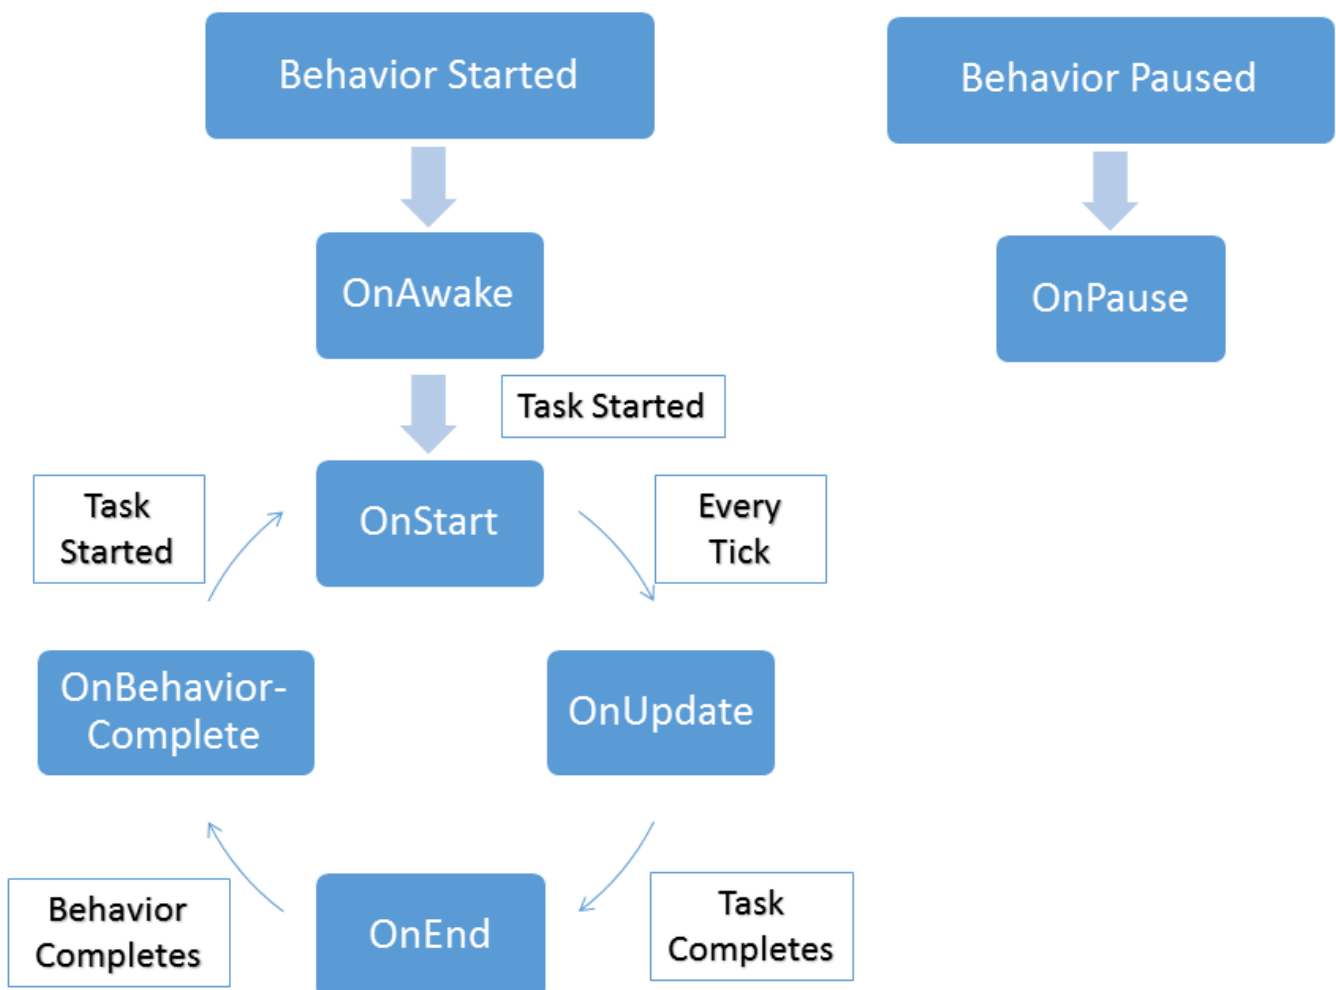 Behavior Started
Behavior Paused
OnAwake
OnPause
Task Started
OnStart
Task
Started
Every
Tick
OnBehavior-
Complete
OnUpdate
Behavior
Completes
OnEnd
Task
Completes